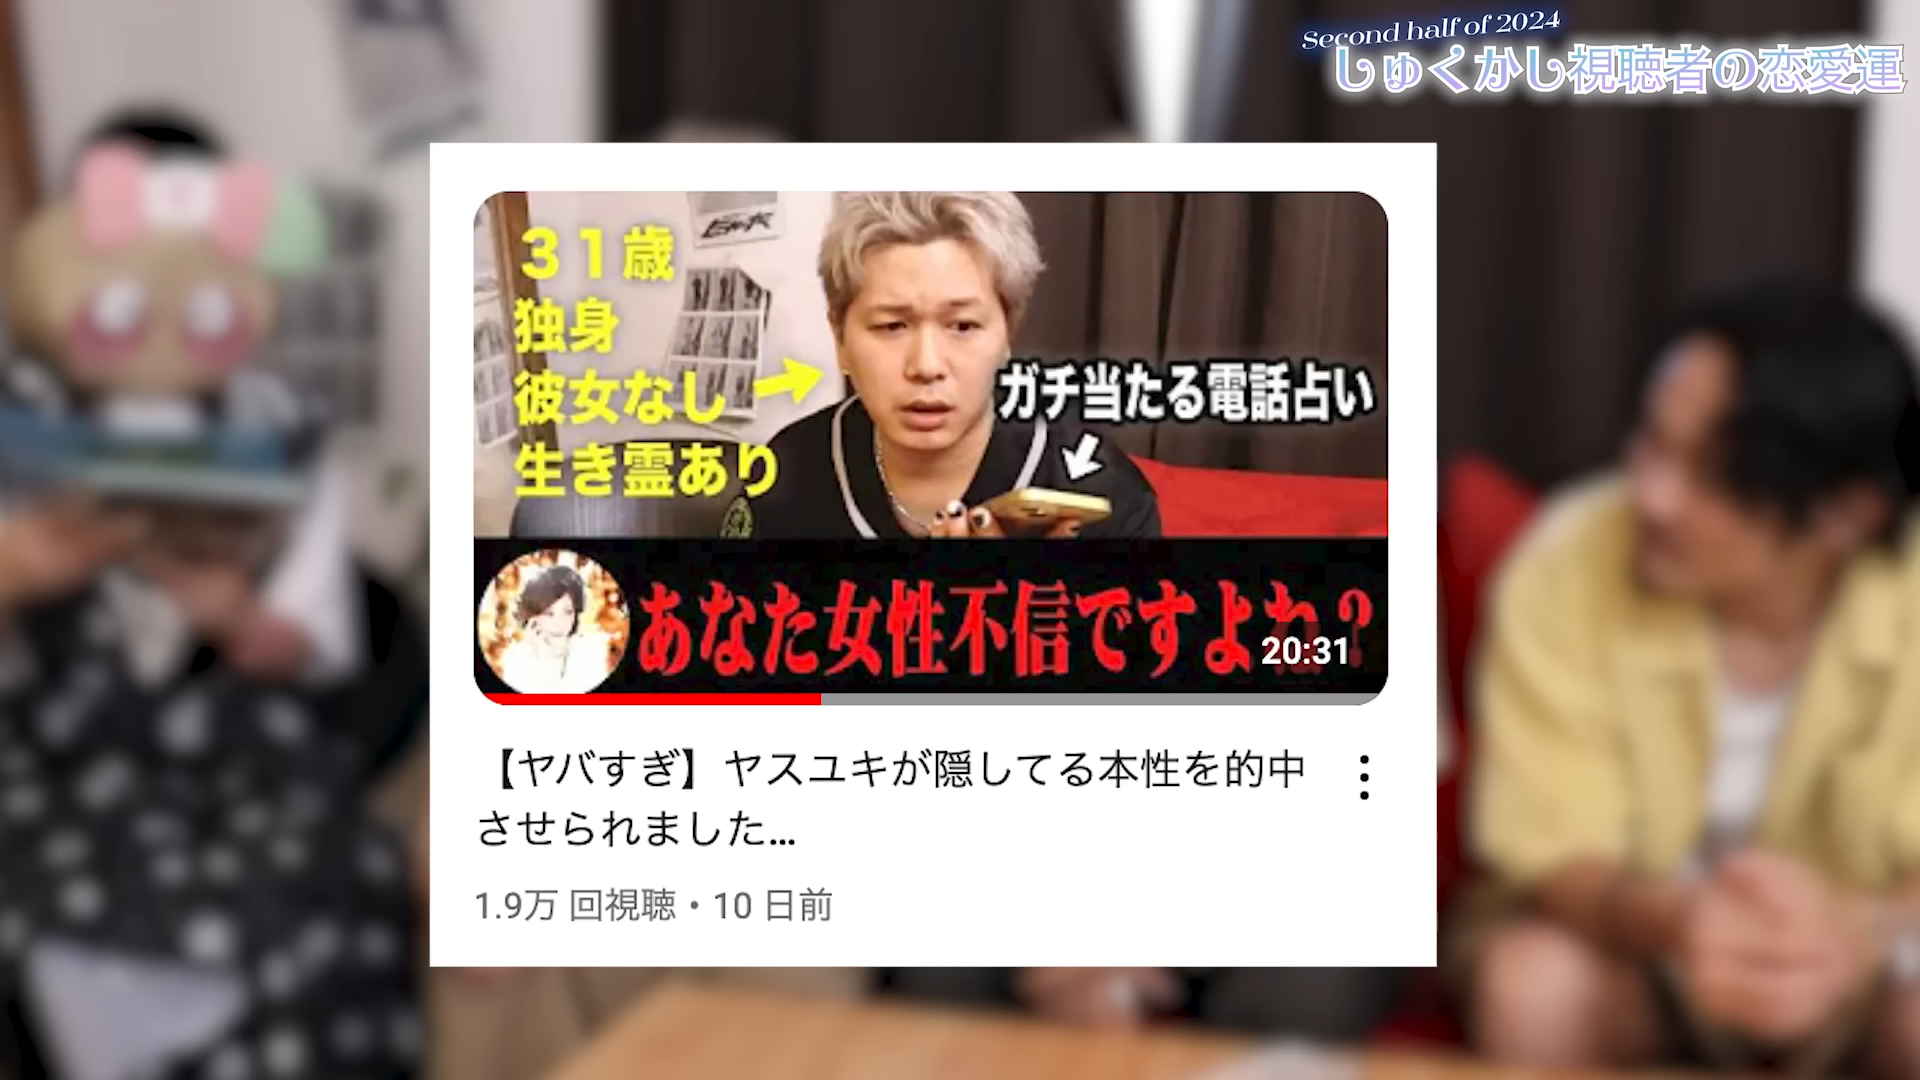 Second half of 2024
しゅくかし視聴者の恋愛運
31歳
独身
彼女なし
生き霊あり
ガチ当たる電話占い
あなた女性不信ですよね?
20:31
【ヤバすぎ】ヤスユキが隠してる本性を的中
させられました...
1.9万 回視聴・10 日前